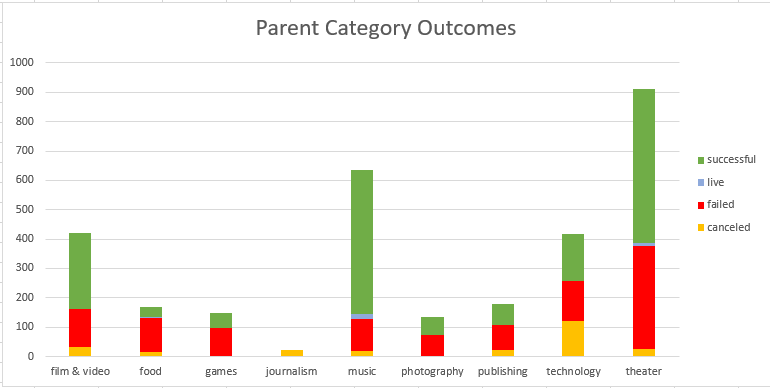 Parent Category Outcomes
1000
900
800
700
600
500
400
300
200
100
0
film & video food games journalism music photography publishing technology theater
successful
live
failed
canceled